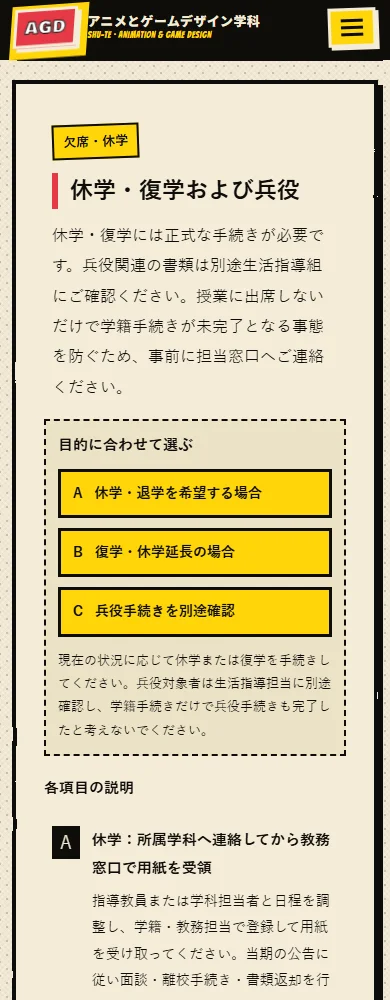 AGD
アニメとゲームデザイン学科
SHU-TE・ANIMATION & GAME DESIGN
欠席・休学
休学・復学および兵役
休学・復学には正式な手続きが必要で
す。兵役関連の書類は別途生活指導組
にご確認ください。授業に出席しない
だけで学籍手続きが未完了となる事態
を防ぐため、事前に担当窓口へご連絡
ください。
目的に合わせて選ぶ
A 休学・退学を希望する場合
B 復学・休学延長の場合
C 兵役手続きを別途確認
現在の状況に応じて休学または復学を手続きし
てください。兵役対象者は生活指導担当に別途
確認し、学籍手続きだけで兵役手続きも完了し
たと考えないでください。
各項目の説明
A
休学：所属学科へ連絡してから教務
窓口で用紙を受領
指導教員または学科担当者と日程を調
整し、学籍・教務担当で登録して用紙
を受け取ってください。当期の公告に
従い面談・離校手続き・書類返却を行